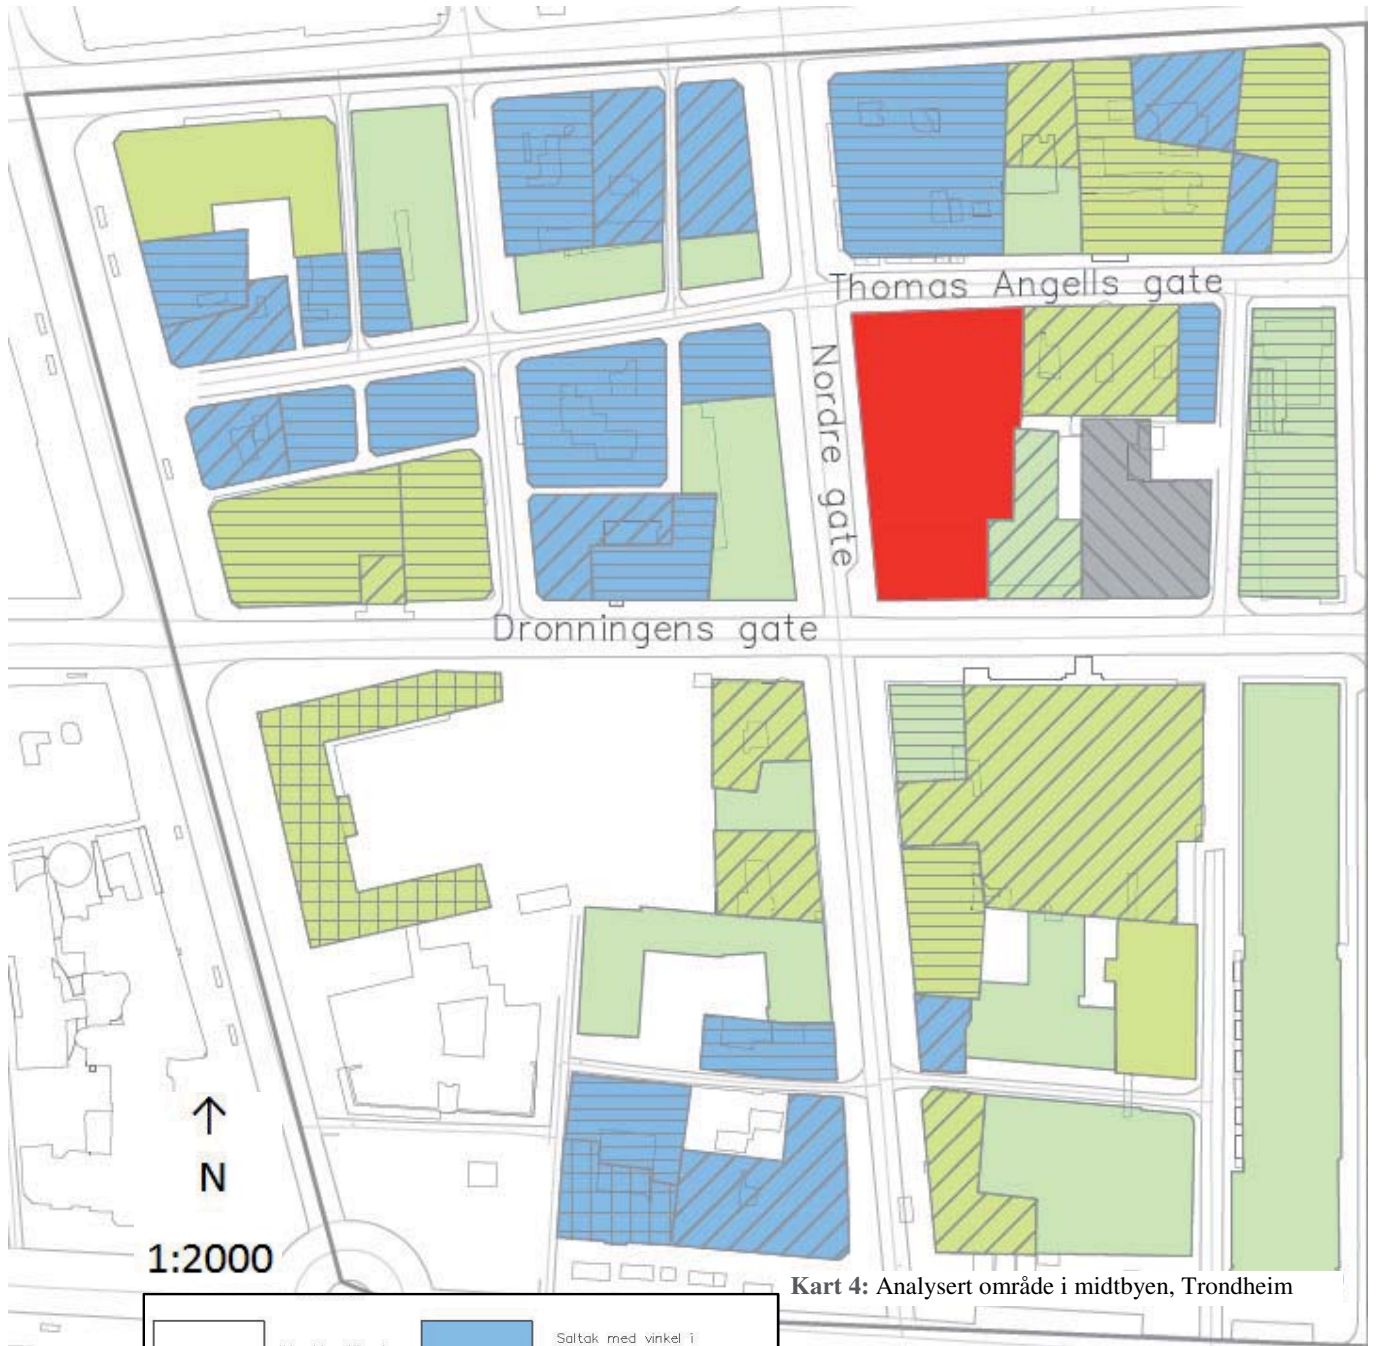 Thomas Angells gate
Nordre gate
Dronningens gate
N
1:2000
Kart 4: Analysert område i midtbyen, Trondheim
Saltak med vinkel i